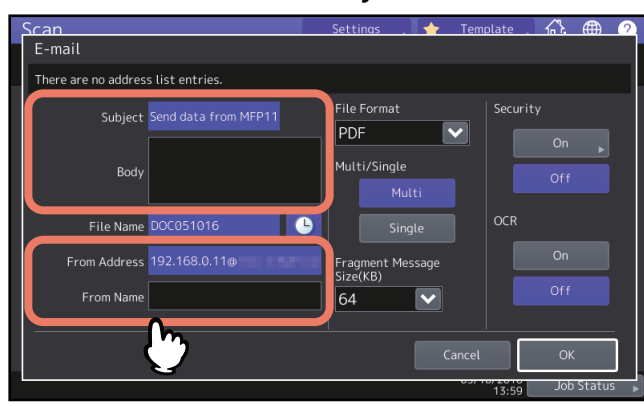 Scan
Settings
Template
E-mail
There are no address list entries.
Subject
Send data from MFP11
Body
File Name
DOC051016
From Address
192.168.0.11@
From Name
File Format
PDF
Multi/Single
Multi
Single
Fragment Message
Size(KB)
64
Security
On
Off
OCR
On
Off
Cancel
OK
13:59
Job Status